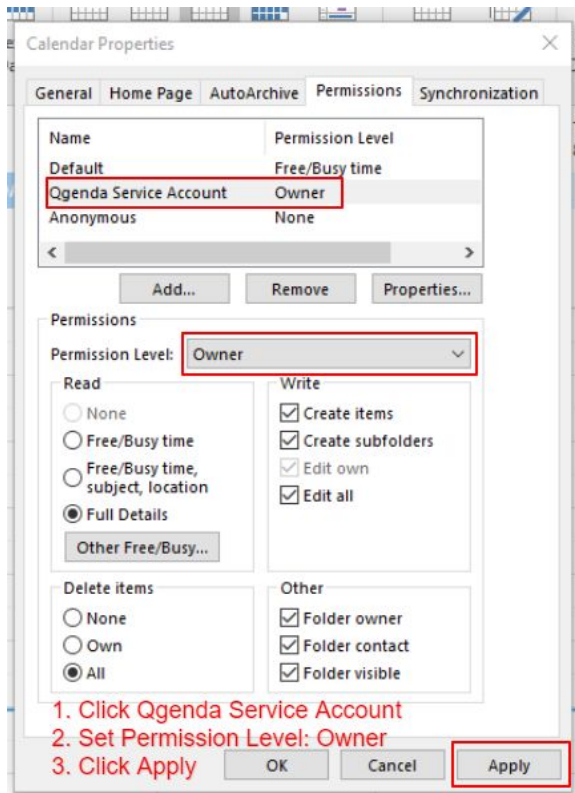 Calendar Properties
General Home Page AutoArchive Permissions Synchronization
Name Permission Level
Default Free/Busy time
Qgenda Service Account Owner
Anonymous None
Add... Remove Properties...
Permissions
Permission Level: Owner
Read Write
None Create items
Free/Busy time Create subfolders
Free/Busy time, subject, location Edit own
Full Details Edit all
Other Free/Busy...
Delete items Other
None Folder owner
Own Folder contact
All Folder visible
1. Click Qgenda Service Account
2. Set Permission Level: Owner
3. Click Apply OK Cancel Apply